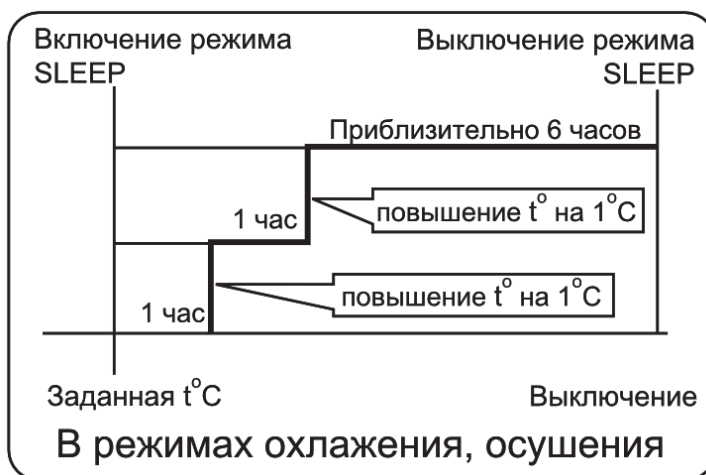 Включение режима
SLEEP
Выключение режима
SLEEP
Приблизительно 6 часов
1 час
повышение t° на 1°C
1 час
повышение t° на 1°C
Заданная t°C
Выключение
В режимах охлажения, осушения